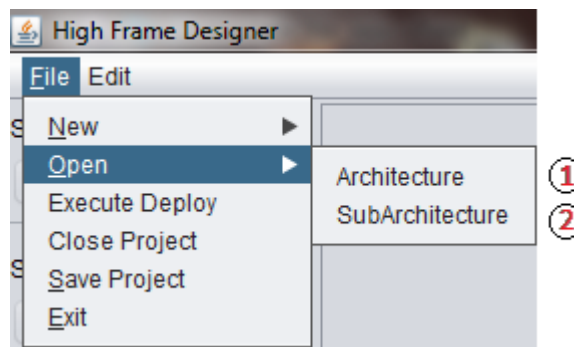 High Frame Designer
File Edit
S
New
Open
Architecture 1
SubArchitecture 2
Execute Deploy
Close Project
S
Save Project
Exit